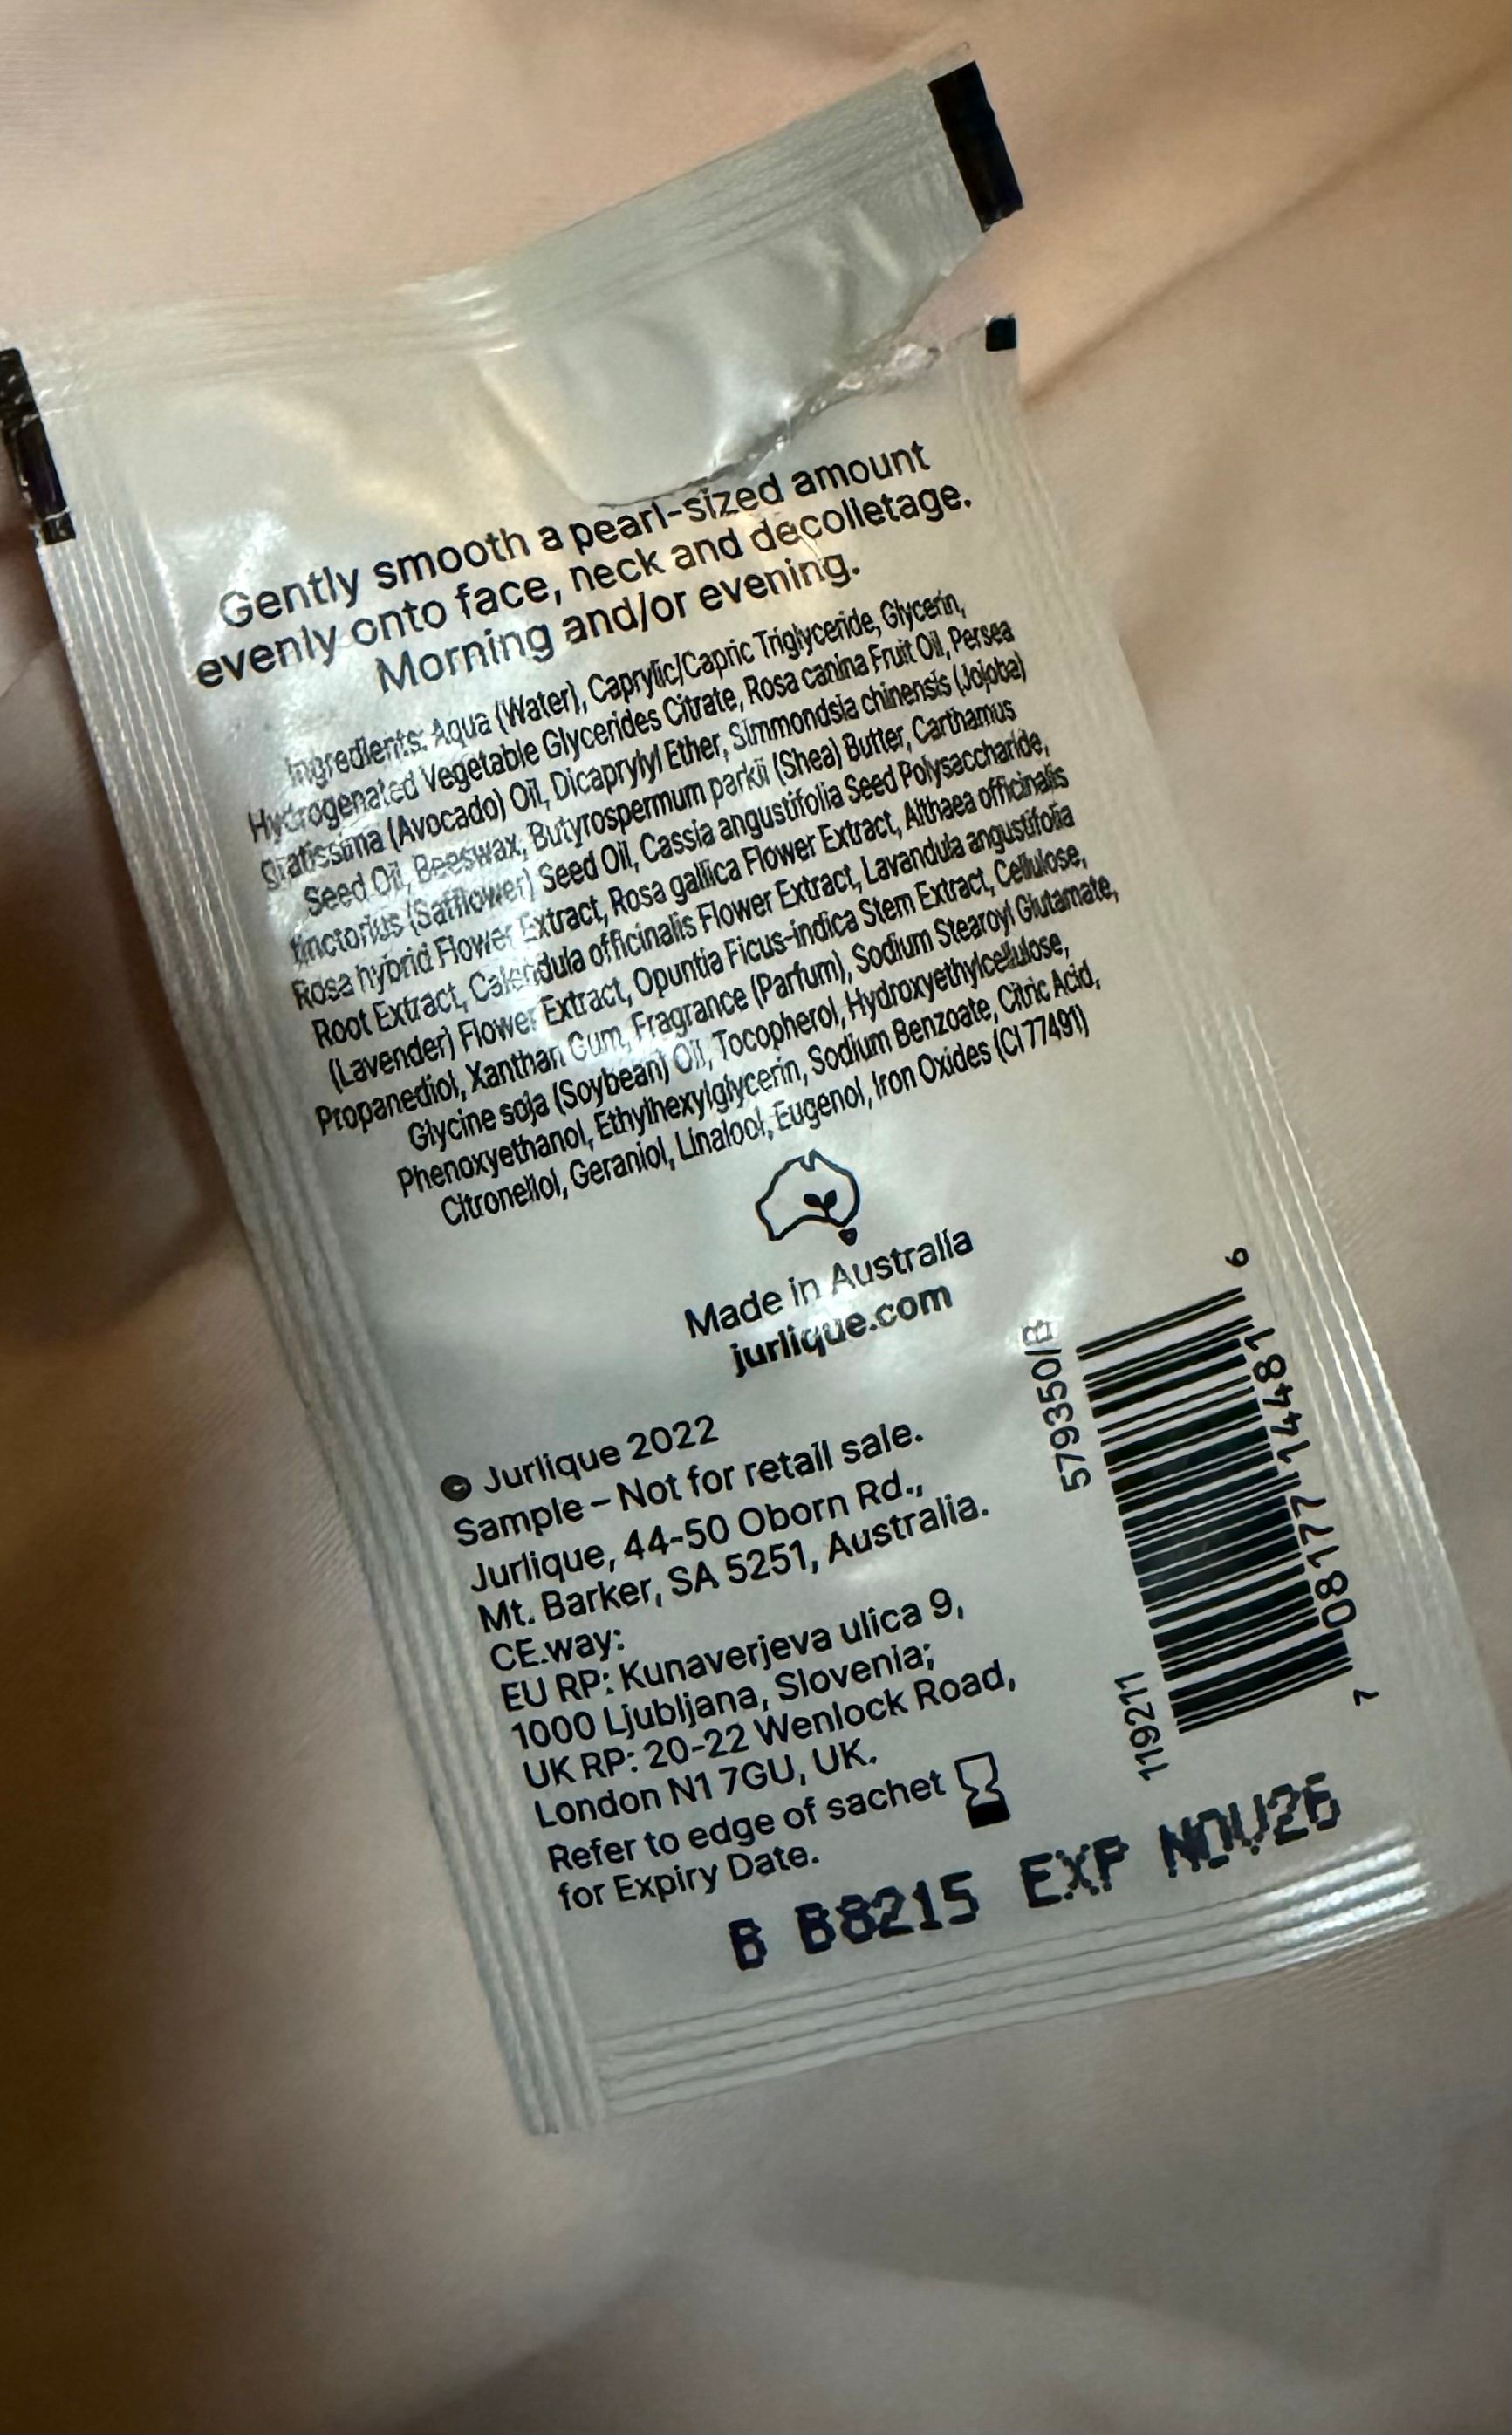 Gently smooth a pearl-sized amount
evenly onto face, neck and decolletage.
Morning and/or evening.
Ingredients: Aqua (Water), Caprylic/Capric Triglyceride, Glycerin,
Hydrogenated Vegetable Glycerides Citrate, Rosa canina Fruit Oil, Persea
gratissima (Avocado) Oil, Dicaprylyl Ether, Simmondsia chinensis (Jojoba)
Seed Oil, Beeswax, Butyrospermum parkii (Shea) Butter, Carthamus
tinctorius (Safflower) Seed Oil, Cassia angustifolia Seed Polysaccharide,
Rosa hybrid Flower Extract, Rosa gallica Flower Extract, Althaea officinalis
Root Extract, Calendula officinalis Flower Extract, Lavandula angustifolia
(Lavender) Flower Extract, Opuntia Ficus-indica Stem Extract, Cellulose,
Propanediol, Xanthan Gum, Fragrance (Parfum), Sodium Stearoyl Glutamate,
Glycine soja (Soybean) Oil, Tocopherol, Hydroxyethylcellulose,
Phenoxyethanol, Ethylhexylglycerin, Sodium Benzoate, Citric Acid,
Citronellol, Geraniol, Linalool, Eugenol, Iron Oxides (CI 77491)
Made in Australia
jurlique.com
© Jurlique 2022
Sample – Not for retail sale.
Jurlique, 44-50 Oborn Rd.,
Mt. Barker, SA 5251, Australia.
CE.way:
EU RP: Kunaverjeva ulica 9,
1000 Ljubljana, Slovenia;
UK RP: 20-22 Wenlock Road,
London N1 7GU, UK.
Refer to edge of sachet
for Expiry Date.
579350/B
119211
7 08177 14481 6
B B8215 EXP NOV26